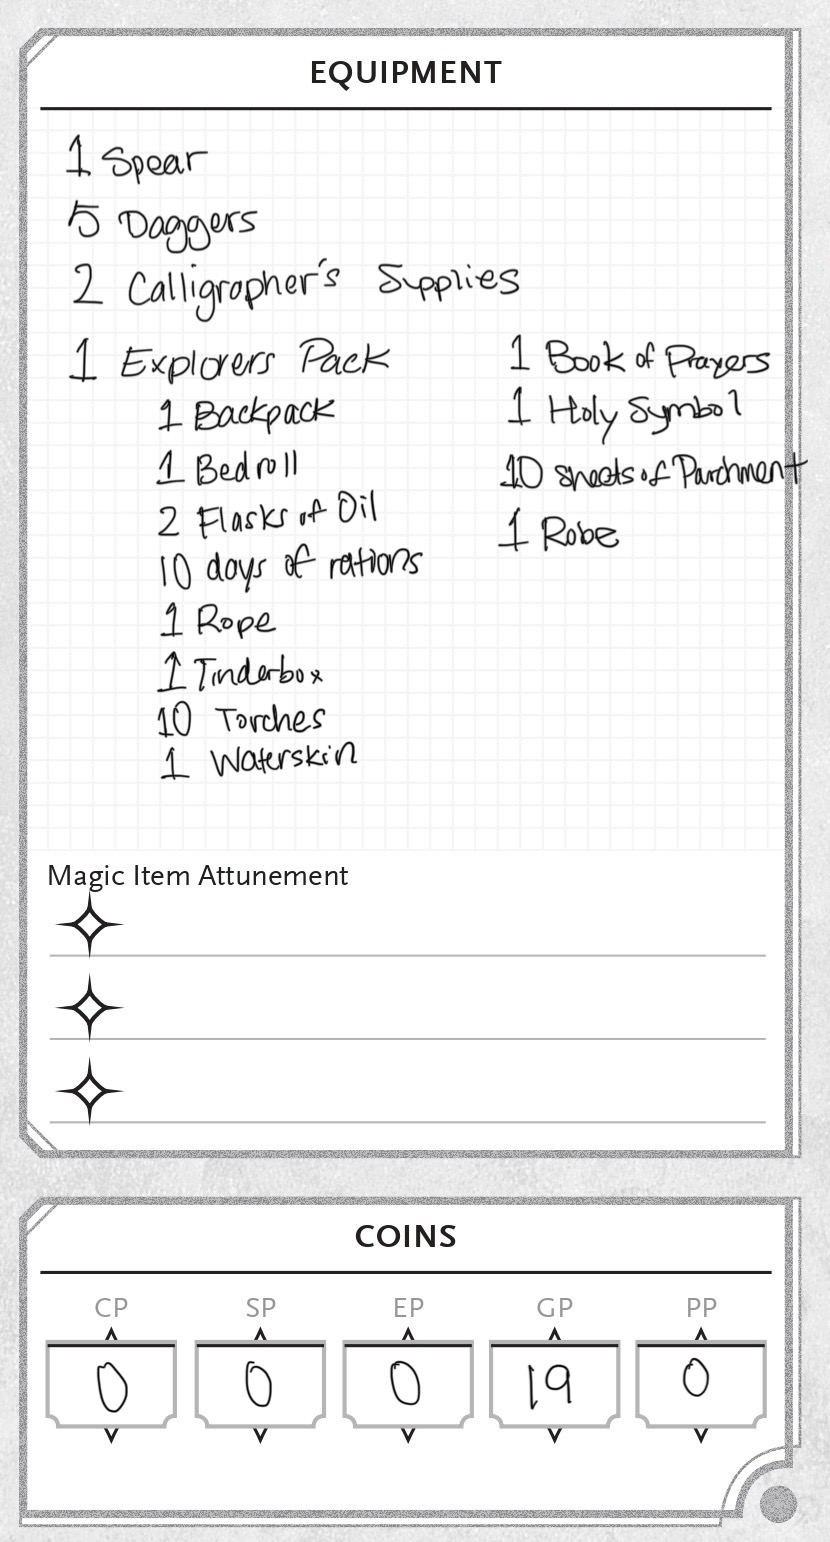 EQUIPMENT
1 Spear
5 Daggers
2 Calligrapher's Supplies
1 Explorers Pack
1 Backpack
1 Bedroll
2 Flasks of Oil
10 days of rations
1 Rope
1 Tinderbox
10 Torches
1 Waterskin
1 Book of Prayers
1 Holy Symbol
10 sheets of Parchment
1 Robe
Magic Item Attunement
COINS
CP SP EP GP PP
0 0 0 19 0